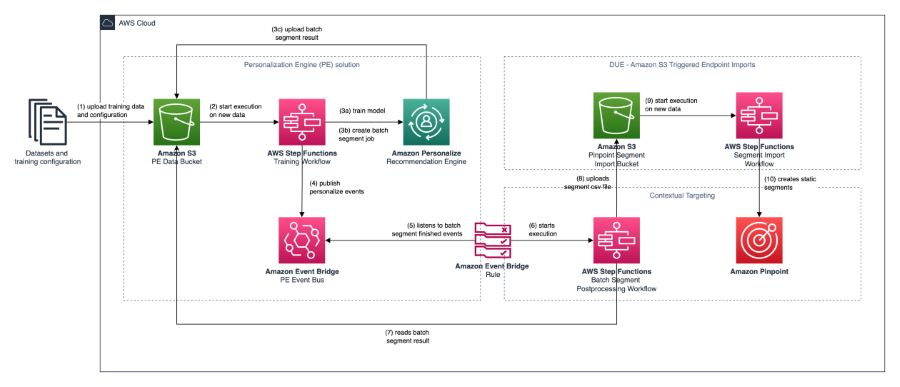 AWS Cloud
(3c) upload batch
segment result
Personalization Engine (PE) solution
DUE - Amazon S3 Triggered Endpoint Imports
(1) upload training data
and configuration
(2) start execution
on new data
(3a) train model
(3b) create batch
segment job
(9) start execution
on new data
Datasets and
training configuration
Amazon S3
PE Data Bucket
AWS Step Functions
Training Workflow
Amazon Personalize
Recommendation Engine
Amazon S3
Pinpoint Segment
Import Bucket
AWS Step Functions
Segment Import
Workflow
(4) publish
personalize events
(8) uploads
segment csv file
(10) creates static
segments
Contextual Targeting
(5) listens to batch
segment finished events
(6) starts
execution
Amazon Event Bridge
PE Event Bus
Amazon Event Bridge
Rule
AWS Step Functions
Batch Segment
Postprocessing Workflow
Amazon Pinpoint
(7) reads batch
segment result